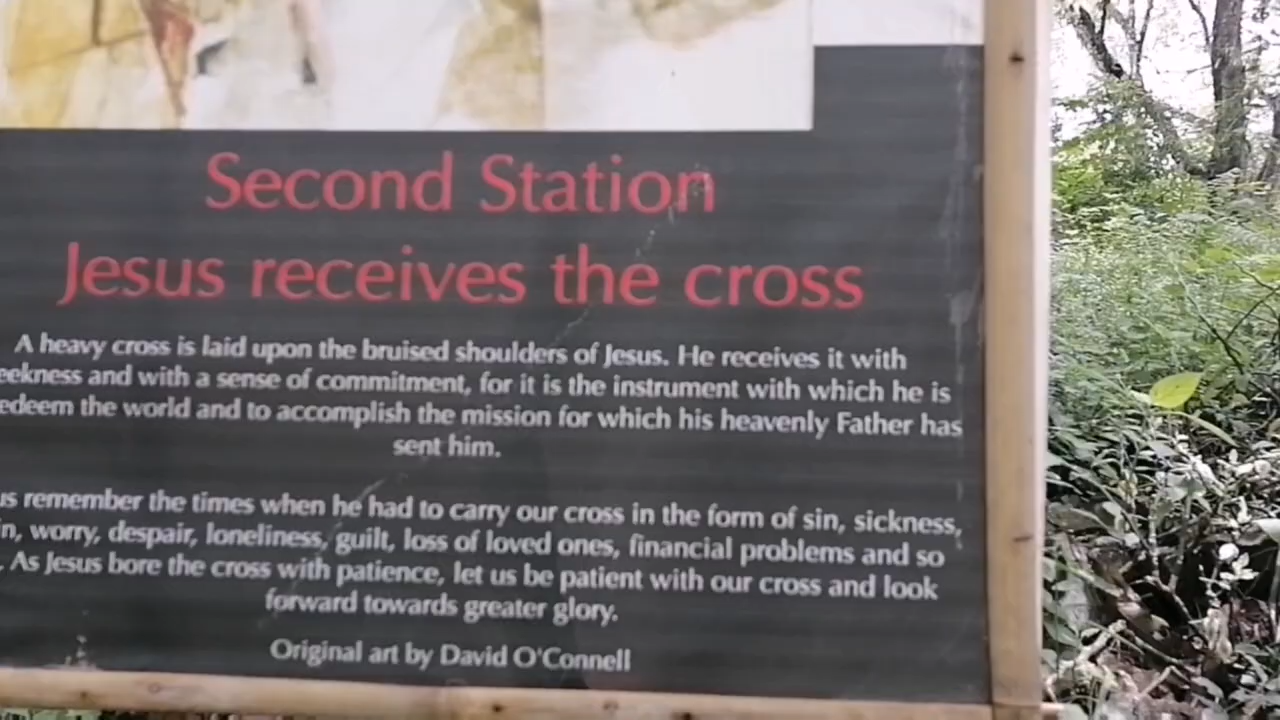 Second Station
Jesus receives the cross
A heavy cross is laid upon the bruised shoulders of Jesus. He receives it with
eekness and with a sense of commitment, for it is the instrument with which he is
edeem the world and to accomplish the mission for which his heavenly Father has
sent him.
us remember the times when he had to carry our cross in the form of sin, sickness,
n, worry, despair, loneliness, guilt, loss of loved ones, financial problems and so
. As Jesus bore the cross with patience, let us be patient with our cross and look
forward towards greater glory.
Original art by David O'Connell